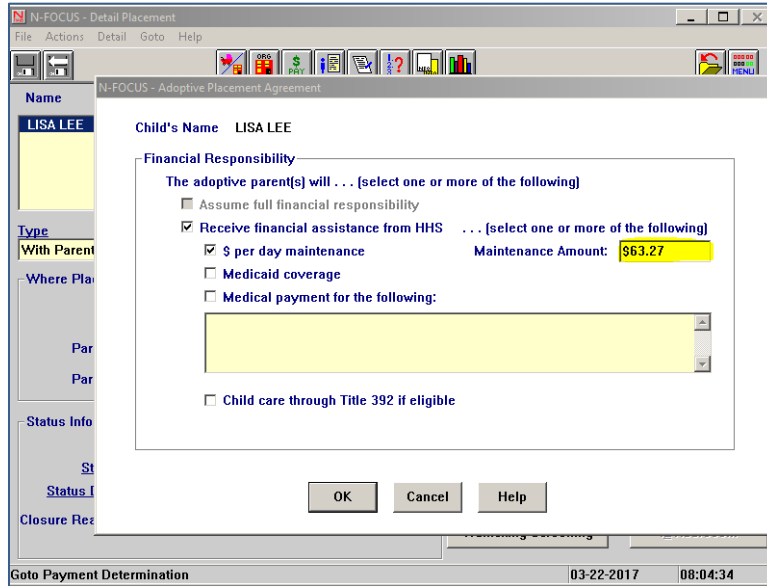 N-FOCUS - Detail Placement
File Actions Detail Goto Help
ORG
$
PAY
MENU
N-FOCUS - Adoptive Placement Agreement
Name
LISA LEE
Child's Name LISA LEE
Financial Responsibility
The adoptive parent(s) will . . . (select one or more of the following)
Assume full financial responsibility
Receive financial assistance from HHS . . . (select one or more of the following)
Type
With Parent
$ per day maintenance Maintenance Amount: $63.27
Where Pla
Medicaid coverage
Medical payment for the following:
Par
Par
Child care through Title 392 if eligible
Status Info
St
Status D
OK Cancel Help
Closure Rea
Goto Payment Determination 03-22-2017 08:04:34